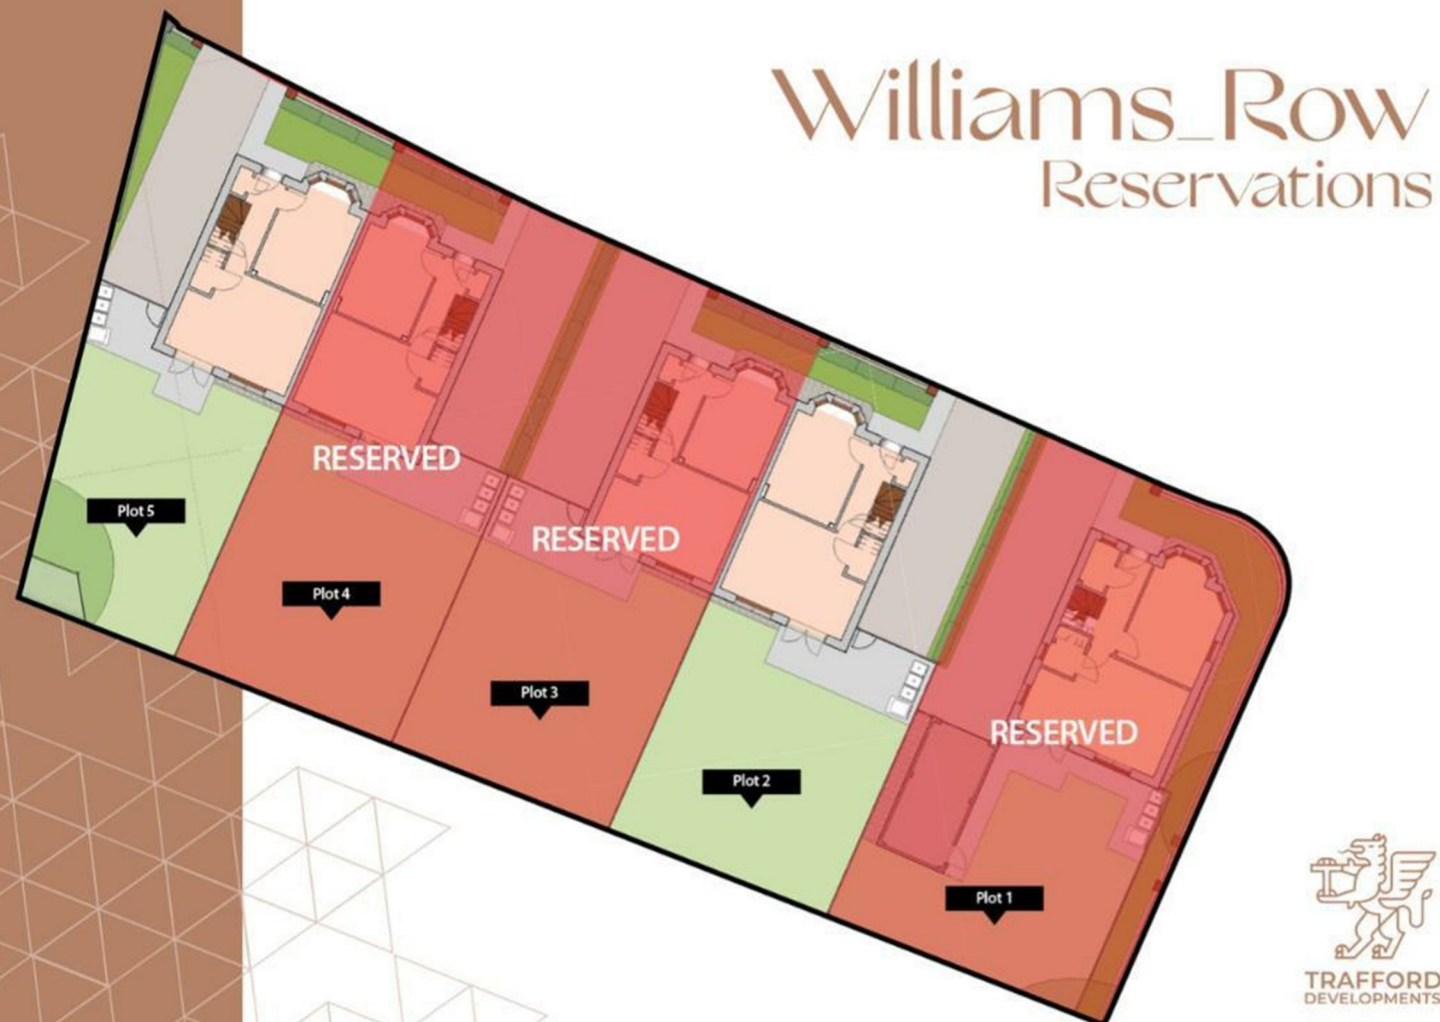 Williams_Row
Reservations
RESERVED
Plot 5
RESERVED
Plot 4
Plot 3
RESERVED
Plot 2
Plot 1
TRAFFORD
DEVELOPMENTS